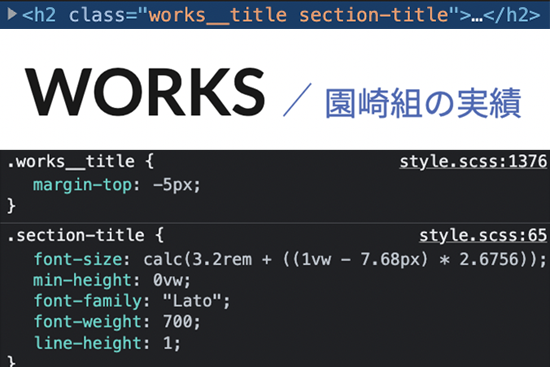 ▶<h2 class="works__title section-title">…</h2>
WORKS / 園崎組の実績
.works__title { style.scss:1376
margin-top: -5px;
}
.section-title { style.scss:65
font-size: calc(3.2rem + ((1vw - 7.68px) * 2.6756));
min-height: 0vw;
font-family: "Lato";
font-weight: 700;
line-height: 1;
}